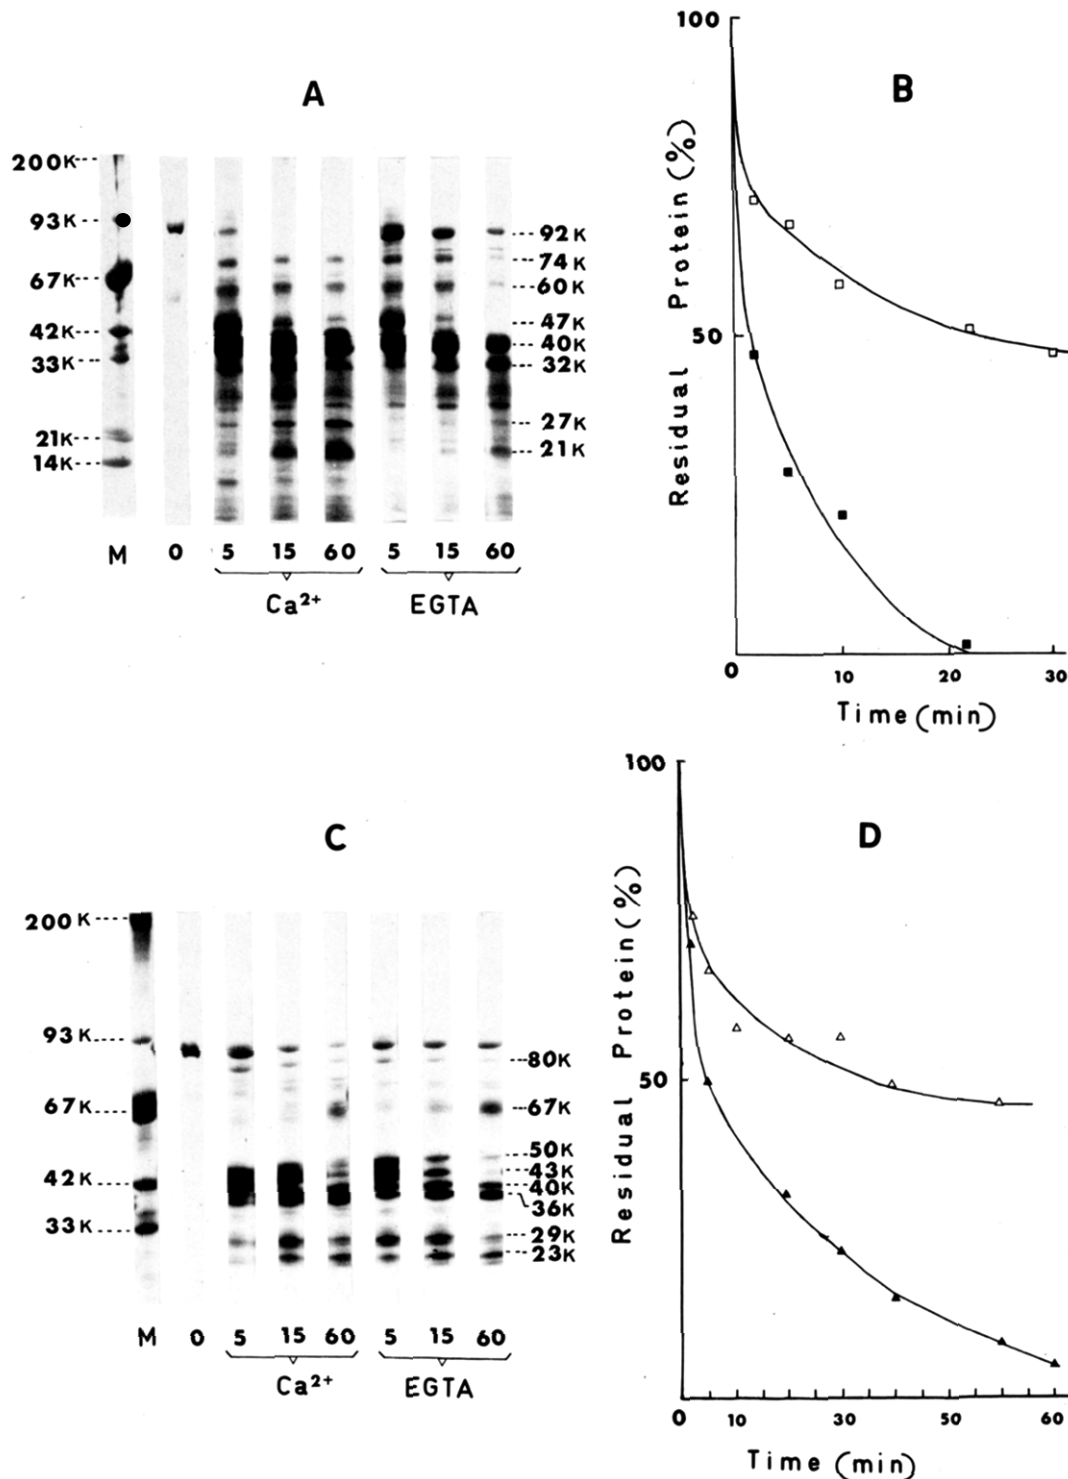 A
200K
93K
67K
42K
33K
21K
14K
92K
74K
60K
47K
40K
32K
27K
21K
M 0 5 15 60 5 15 60
Ca²⁺ EGTA
B
100
50
Residual Protein (%)
0 10 20 30
Time (min)
C
200K
93K
67K
42K
33K
80K
67K
50K
43K
40K
36K
29K
23K
M 0 5 15 60 5 15 60
Ca²⁺ EGTA
D
100
50
Residual Protein (%)
0 10 30 50 60
Time (min)